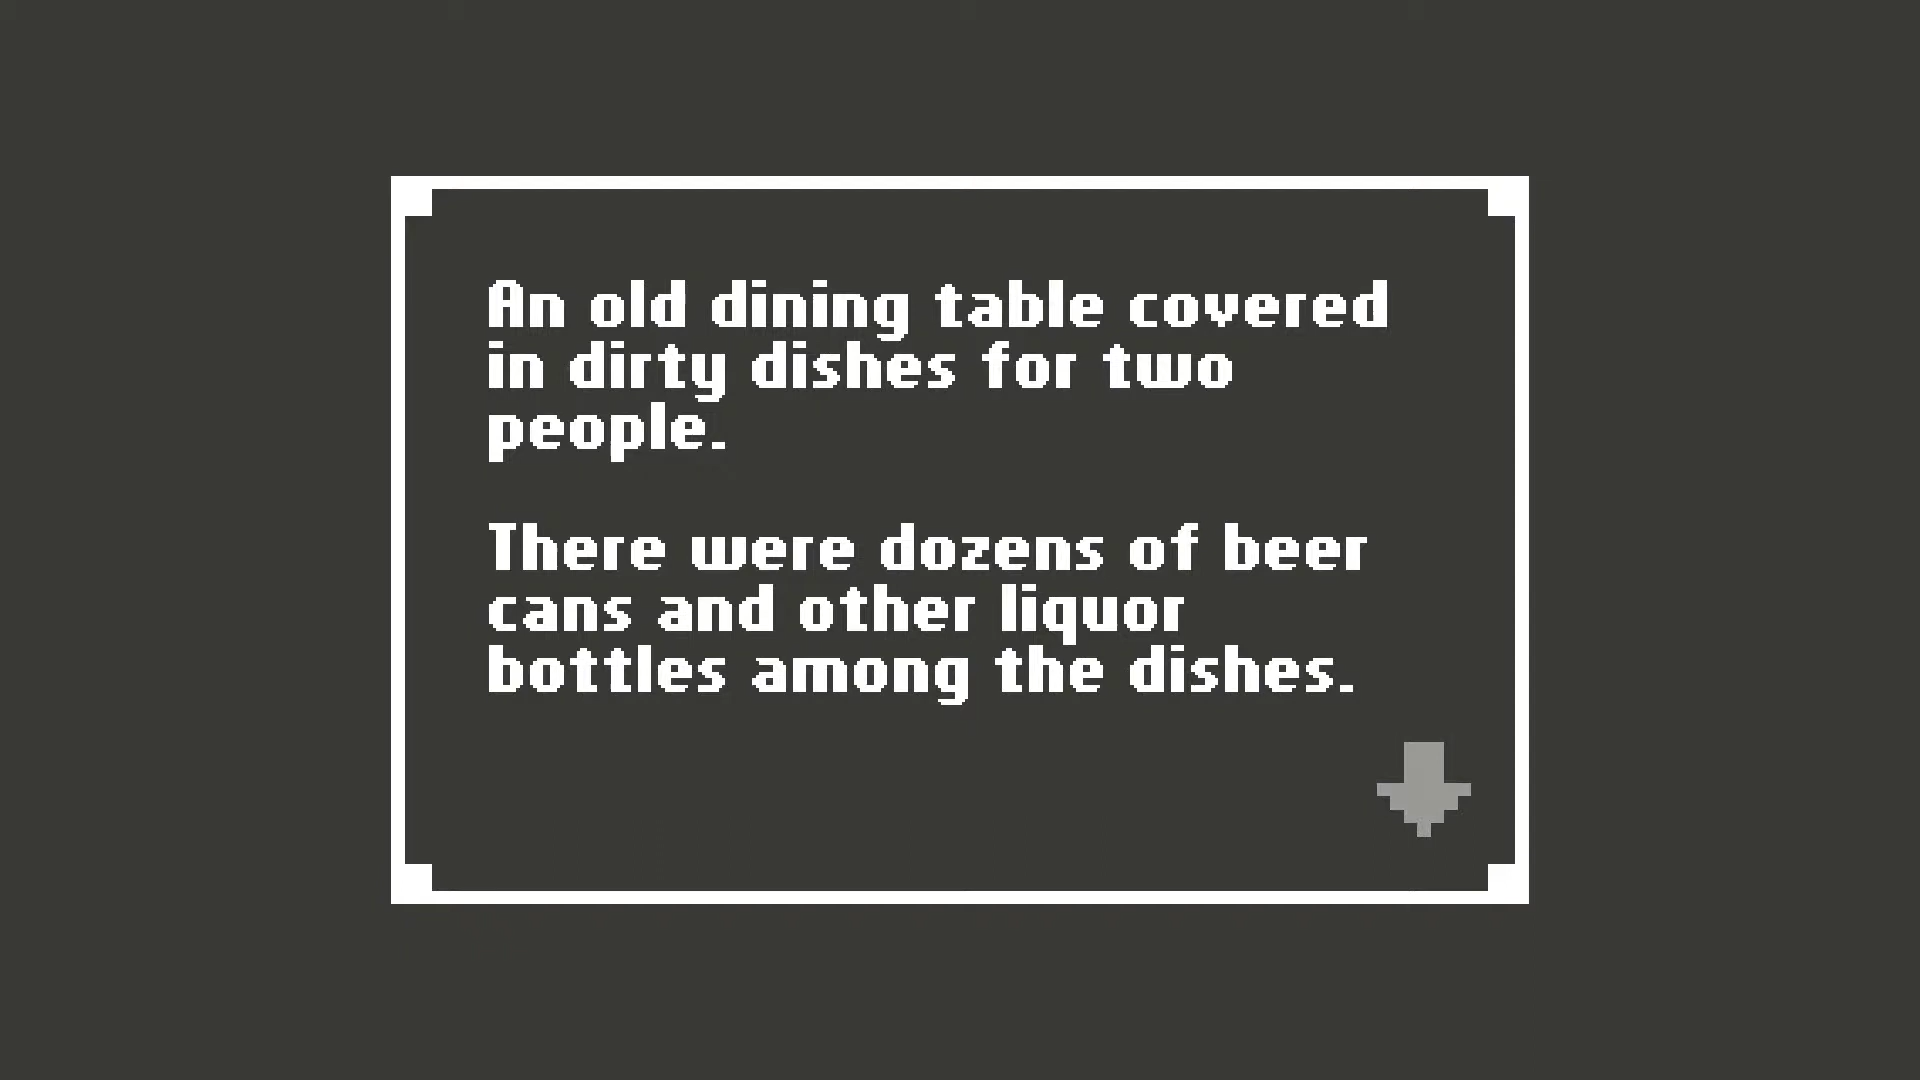 An old dining table covered
in dirty dishes for two
people.
There were dozens of beer
cans and other liquor
bottles among the dishes.